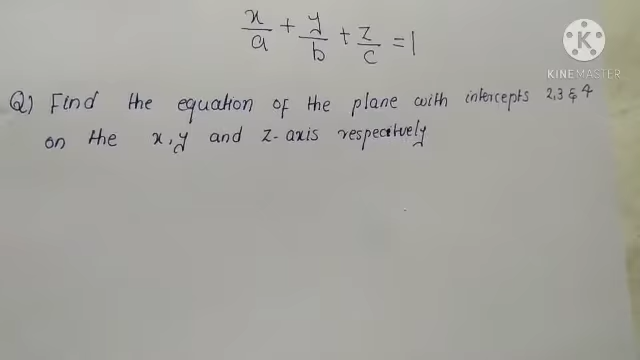 x/a + y/b + z/c = 1
KINEMASTER
Q) Find the equation of the plane with intercepts 2,3 & 4
on the x,y and z-axis respectively